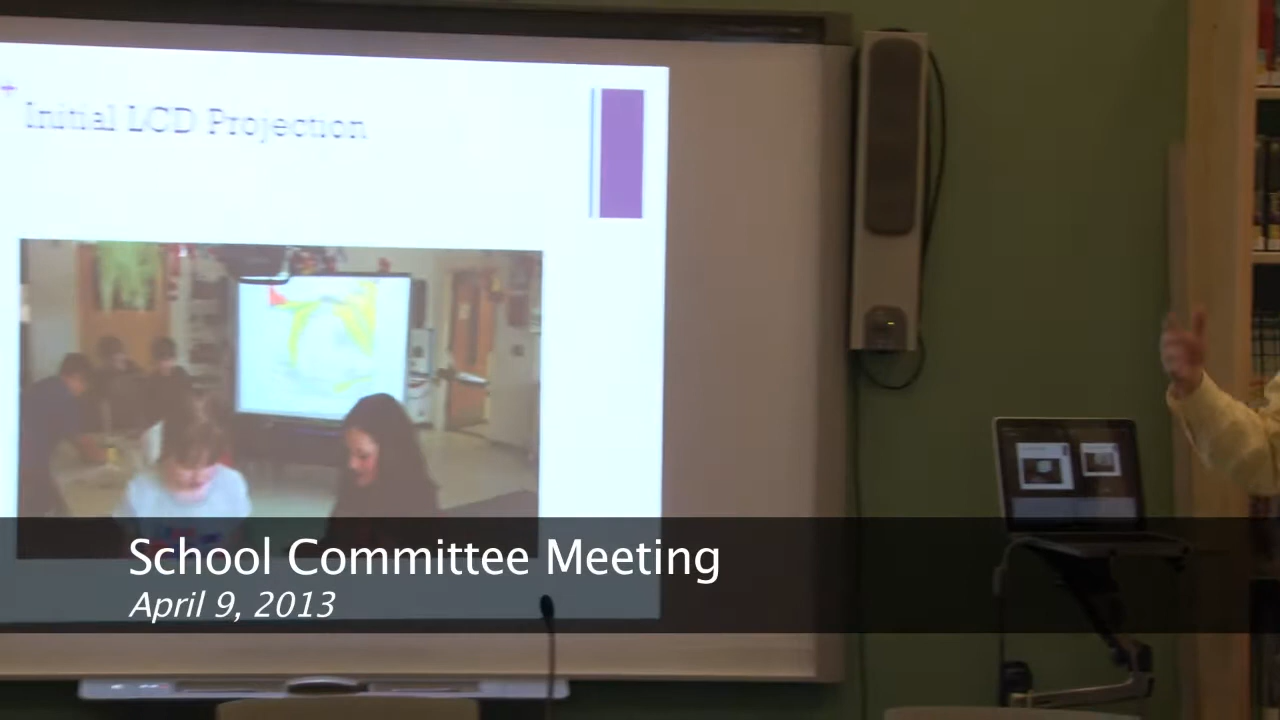 Initial LCD Projection
School Committee Meeting
April 9, 2013